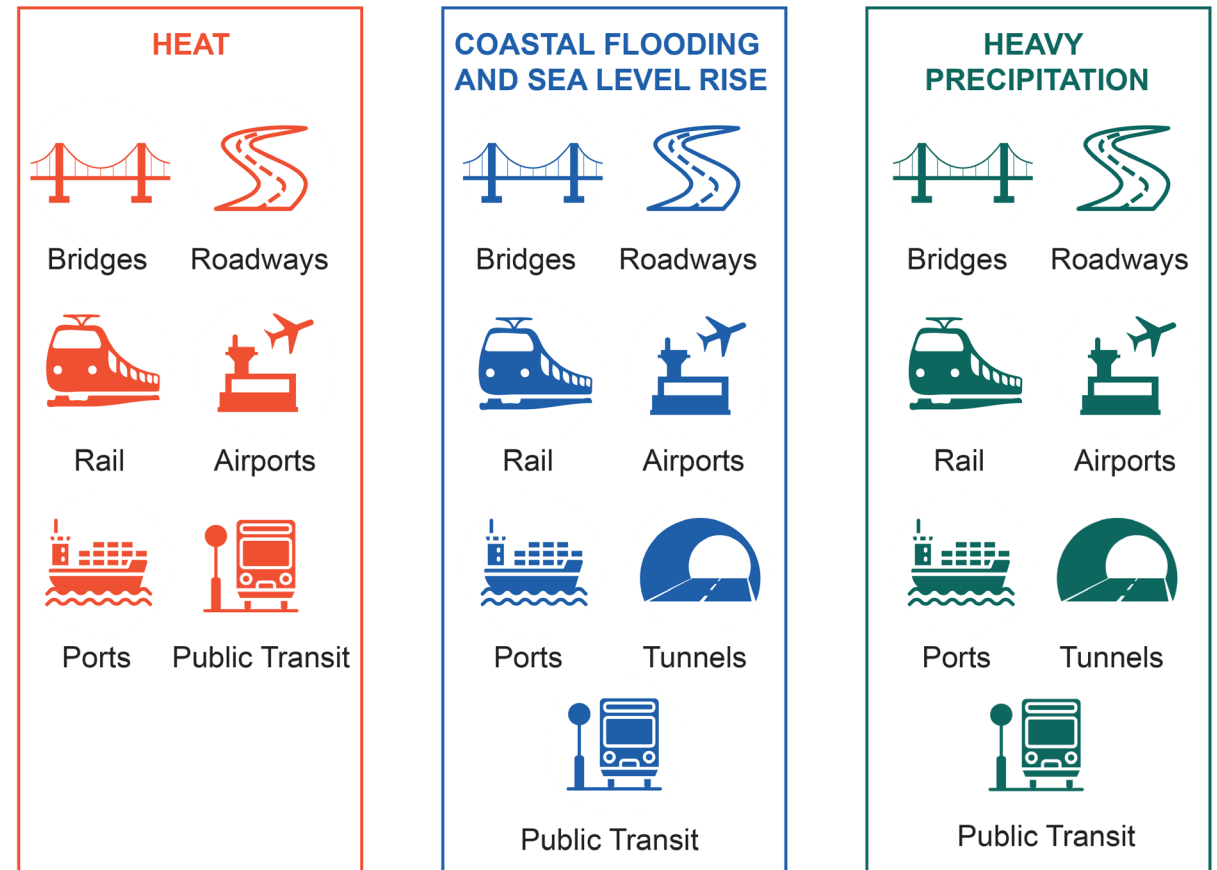 HEAT
Bridges Roadways
Rail Airports
Ports Public Transit
COASTAL FLOODING
AND SEA LEVEL RISE
Bridges Roadways
Rail Airports
Ports Tunnels
Public Transit
HEAVY
PRECIPITATION
Bridges Roadways
Rail Airports
Ports Tunnels
Public Transit